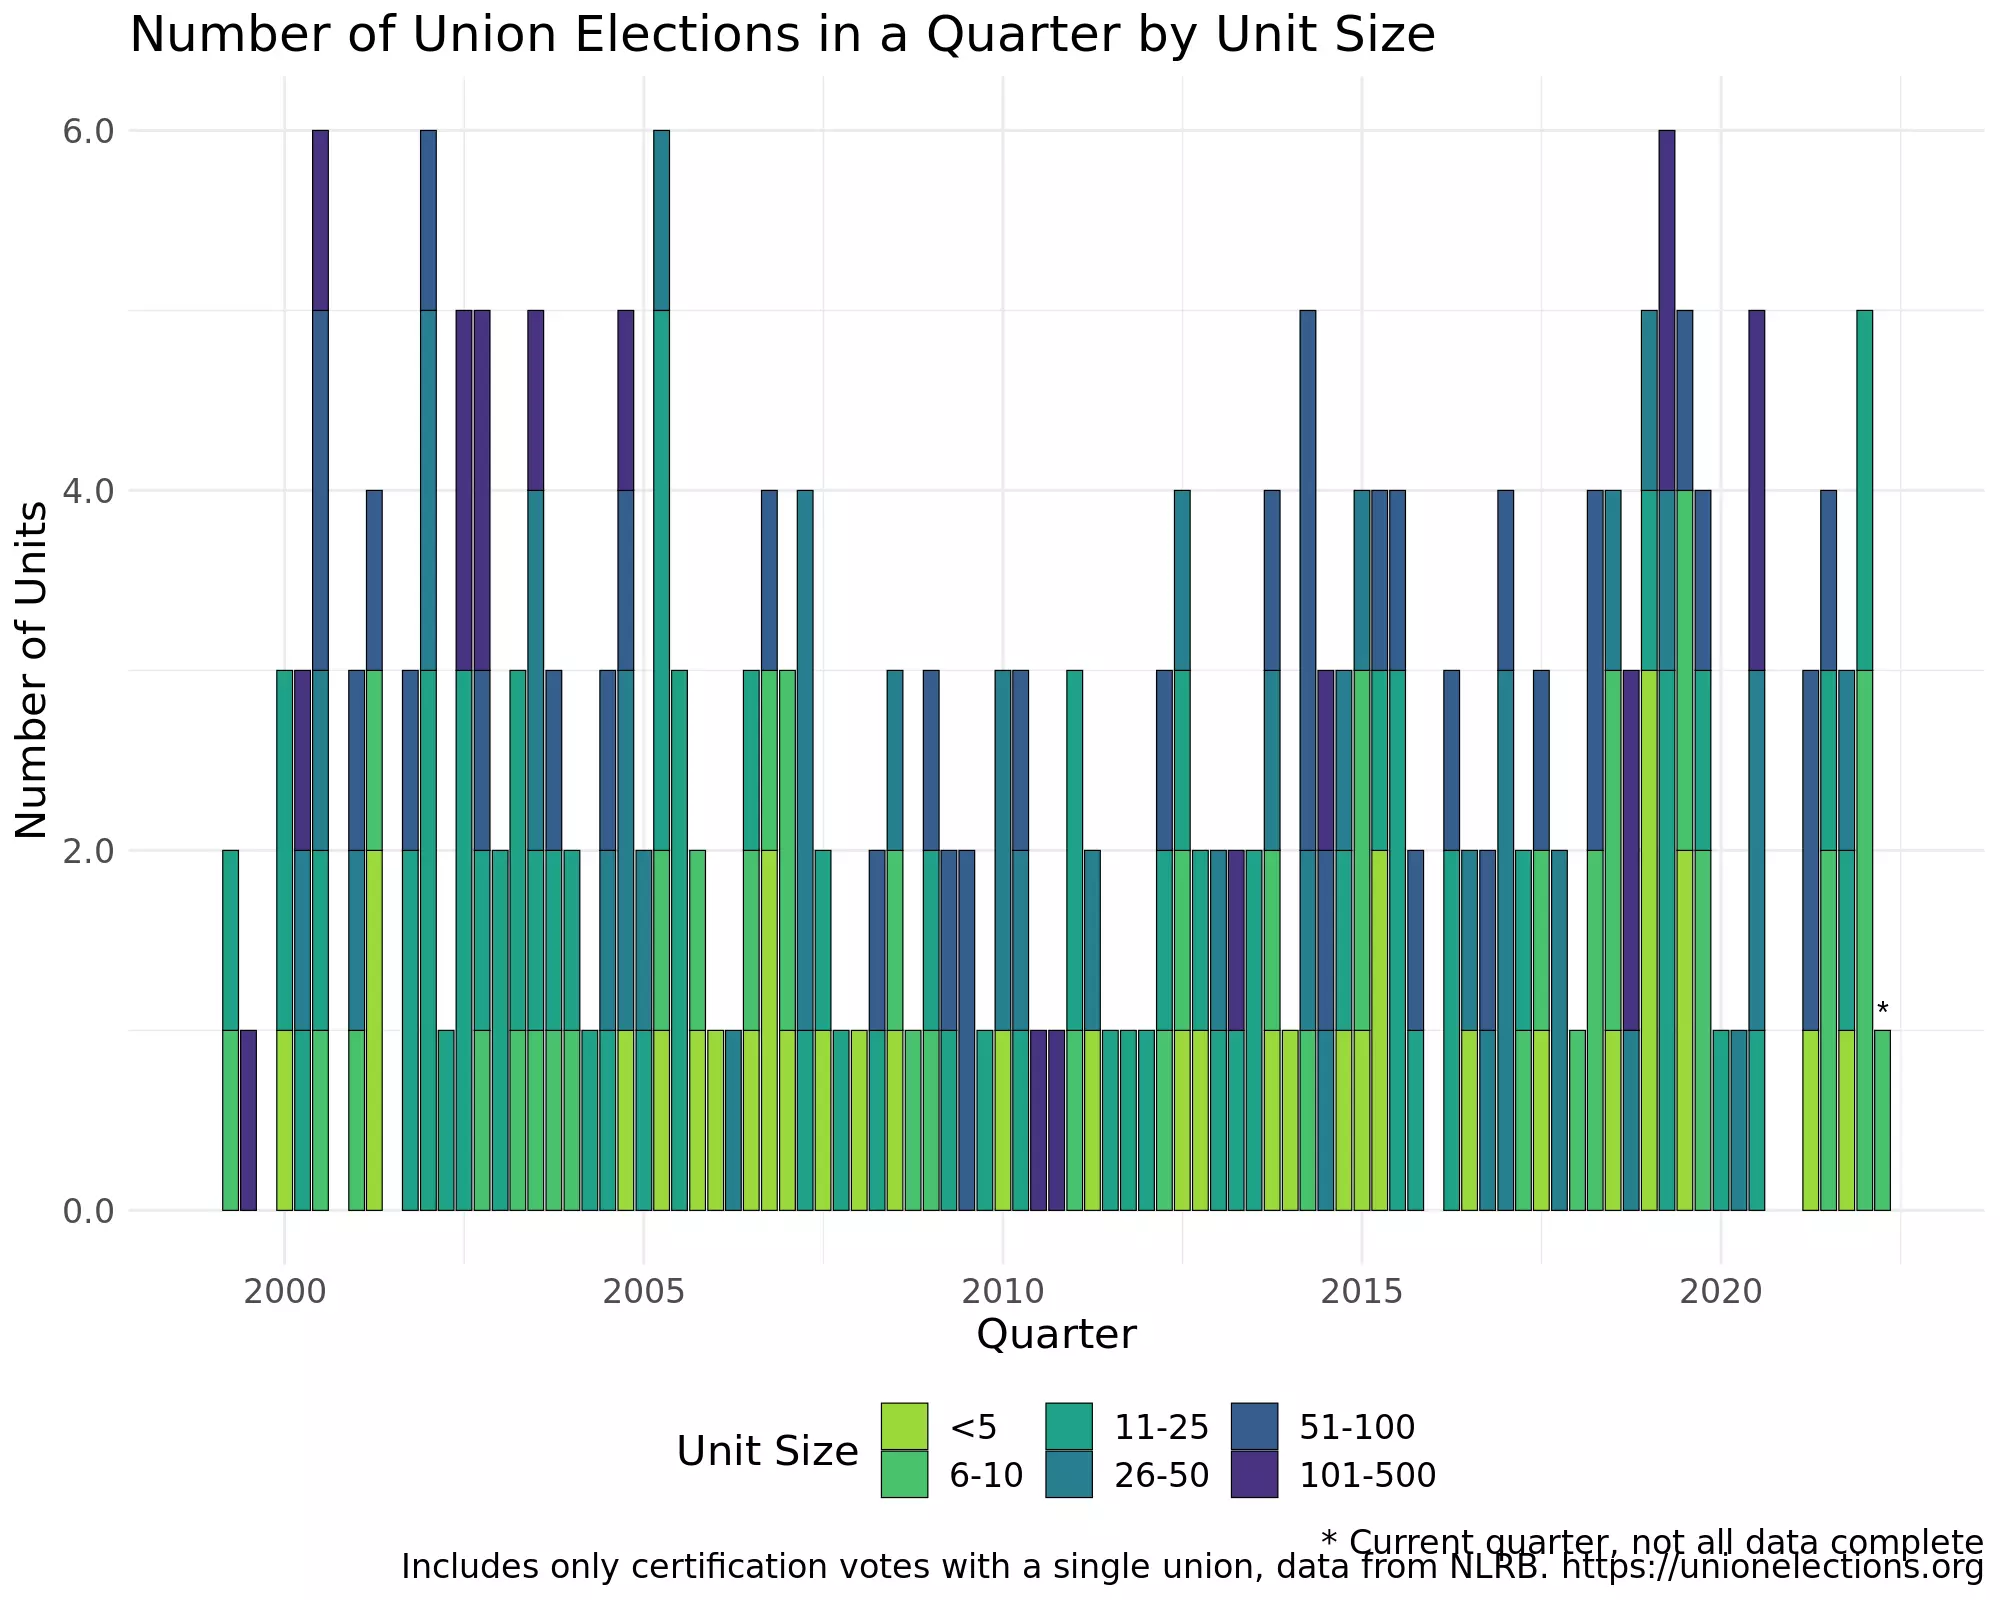 Number of Union Elections in a Quarter by Unit Size
6.0
4.0
2.0
0.0
Number of Units
*
2000 2005 2010 2015 2020
Quarter
Unit Size
<5 11-25 51-100
6-10 26-50 101-500
* Current quarter, not all data complete
Includes only certification votes with a single union, data from NLRB. https://unionelections.org